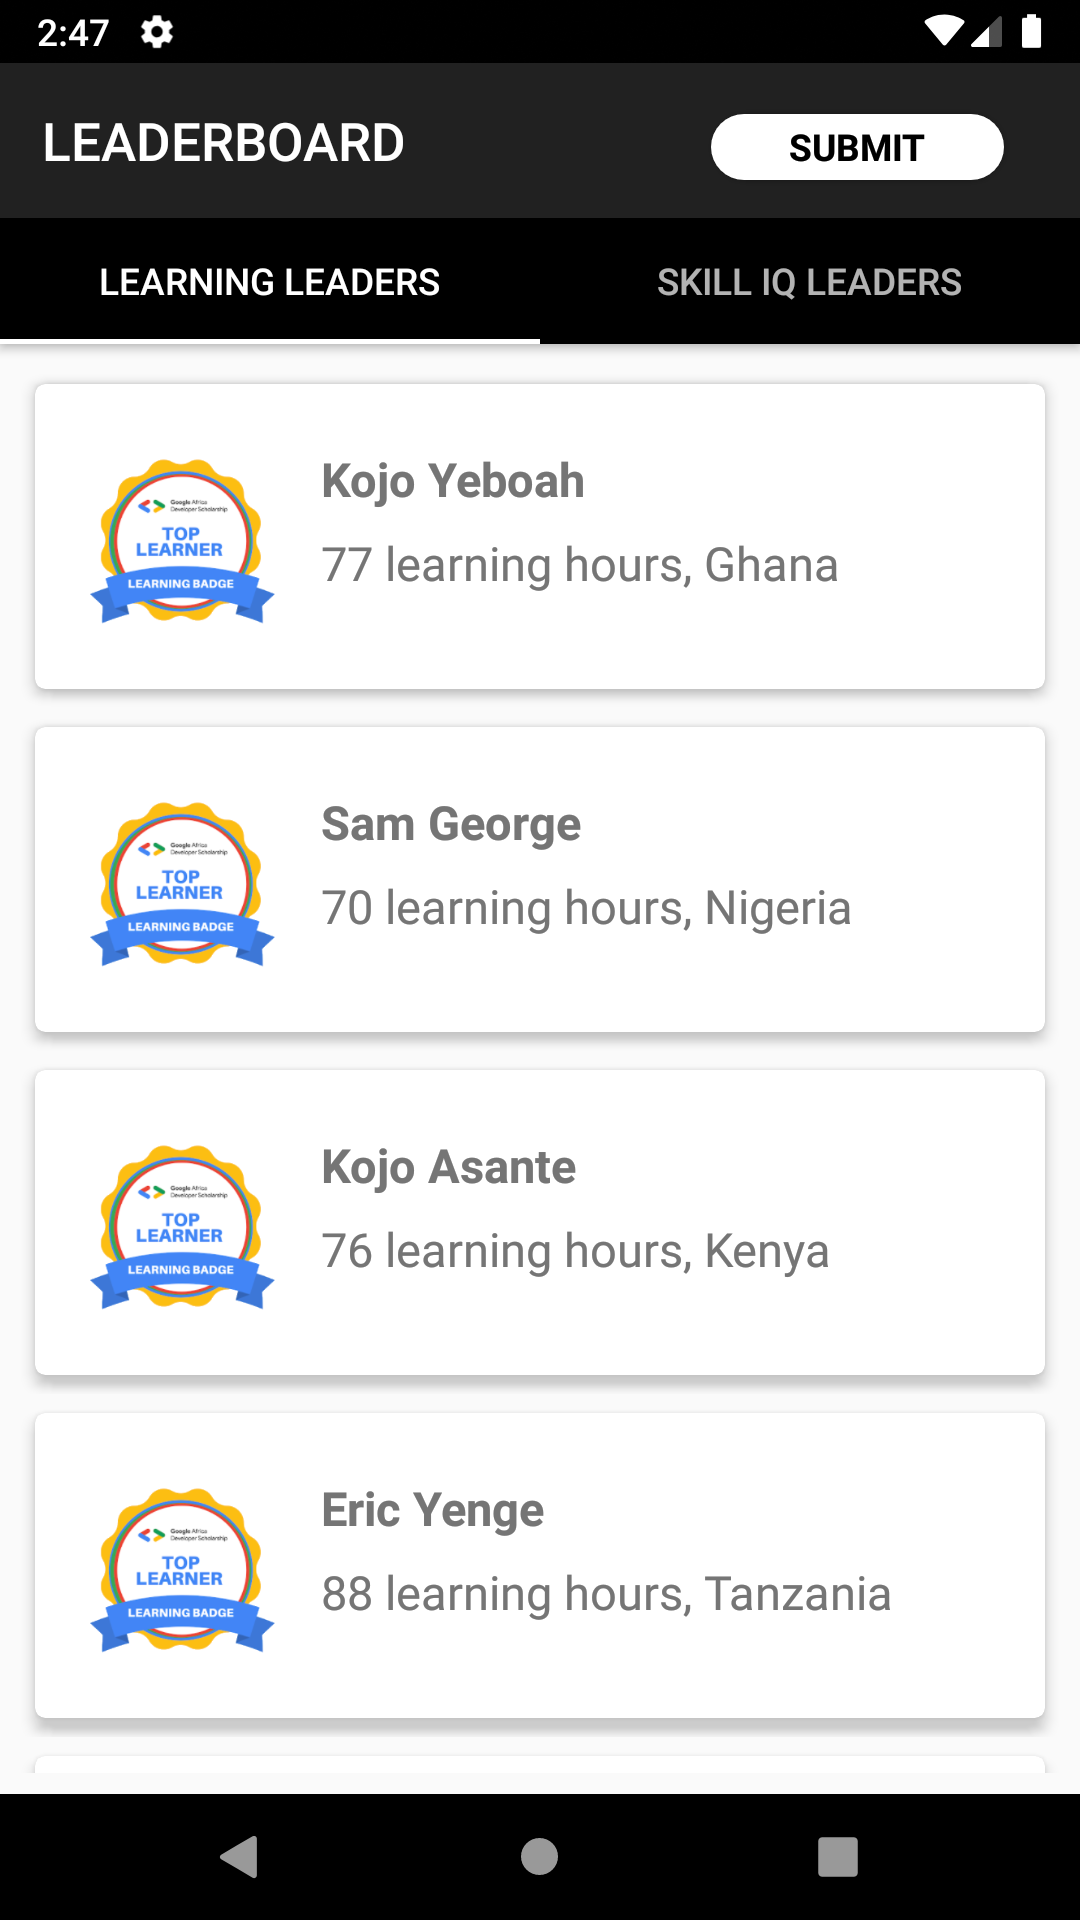 2:47
LEADERBOARD
SUBMIT
LEARNING LEADERS
SKILL IQ LEADERS
Google Africa
Developer Scholarship
TOP
LEARNER
LEARNING BADGE
Kojo Yeboah
77 learning hours, Ghana
Google Africa
Developer Scholarship
TOP
LEARNER
LEARNING BADGE
Sam George
70 learning hours, Nigeria
Google Africa
Developer Scholarship
TOP
LEARNER
LEARNING BADGE
Kojo Asante
76 learning hours, Kenya
Google Africa
Developer Scholarship
TOP
LEARNER
LEARNING BADGE
Eric Yenge
88 learning hours, Tanzania